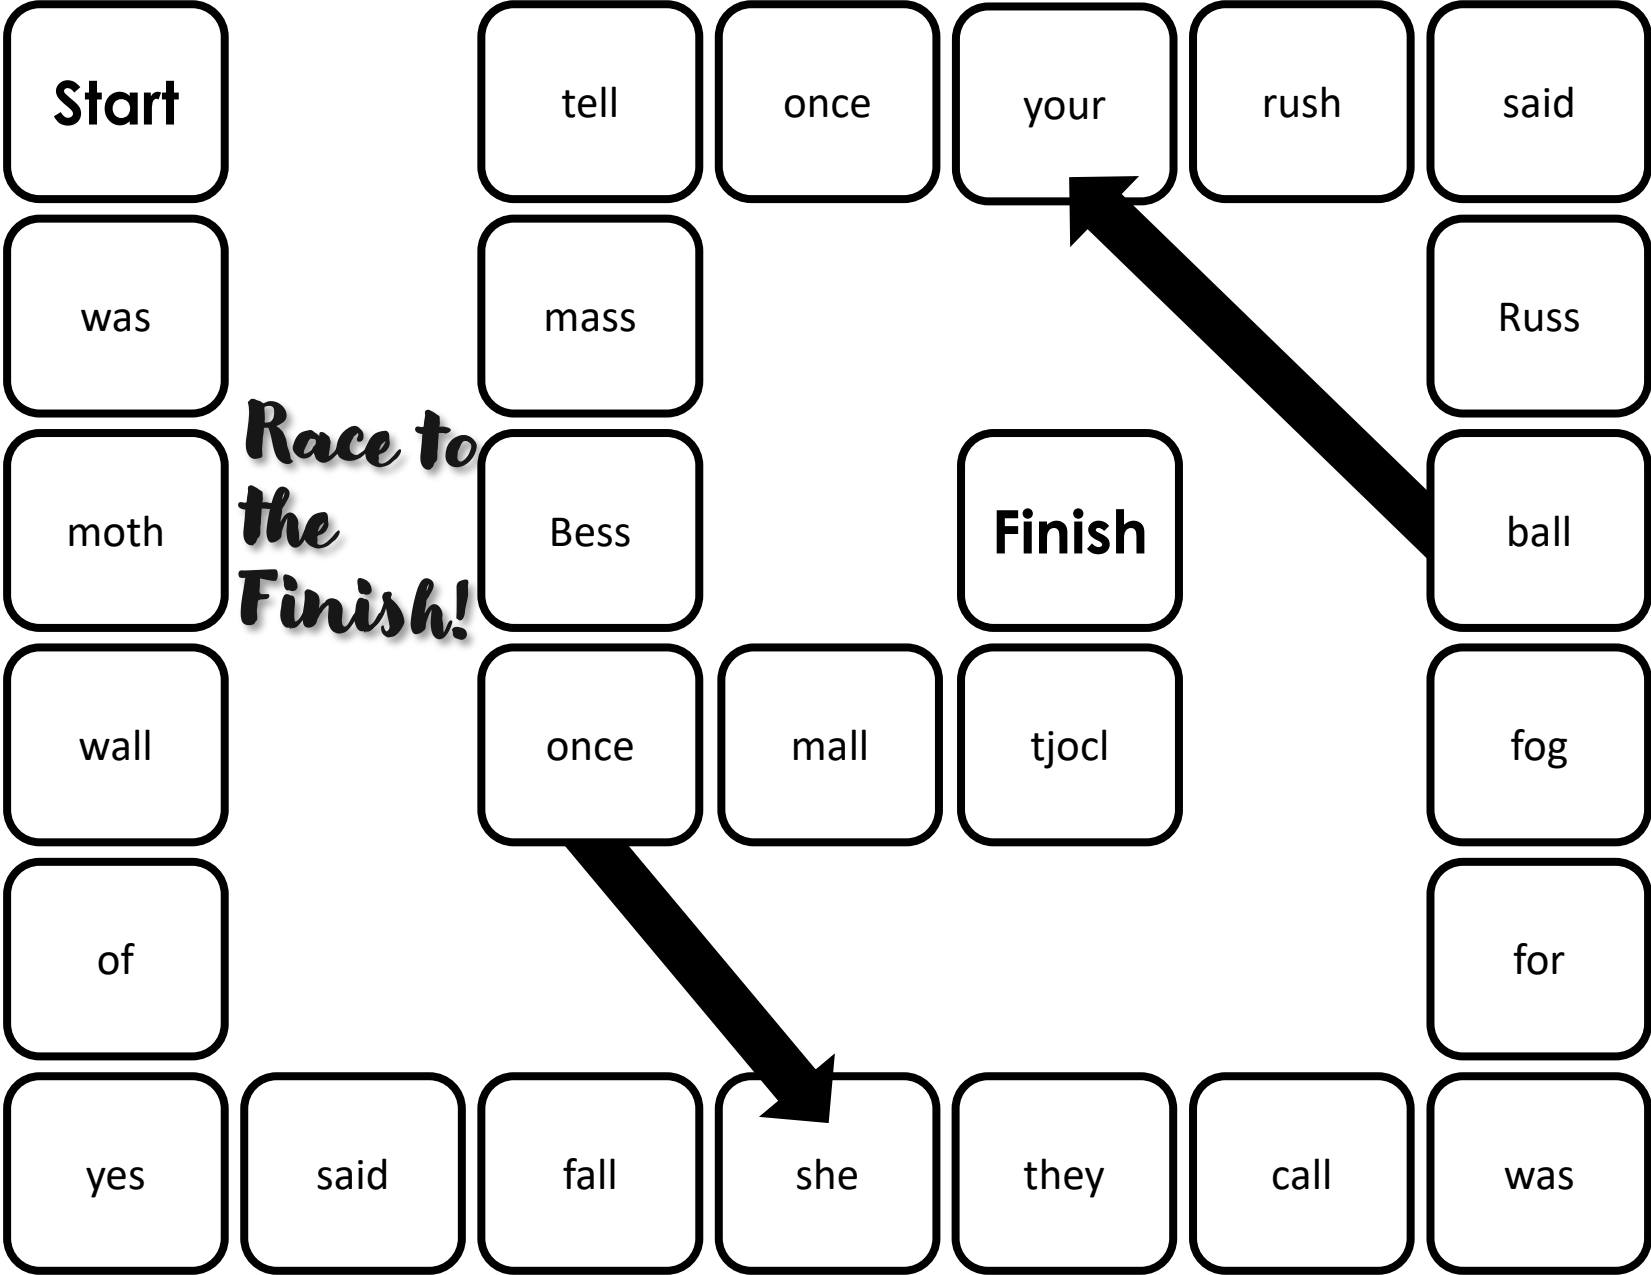 Start
tell
once
your
rush
said
was
mass
Russ
Race to
the
Finish!
moth
Bess
Finish
ball
wall
once
mall
tjocl
fog
of
for
yes
said
fall
she
they
call
was